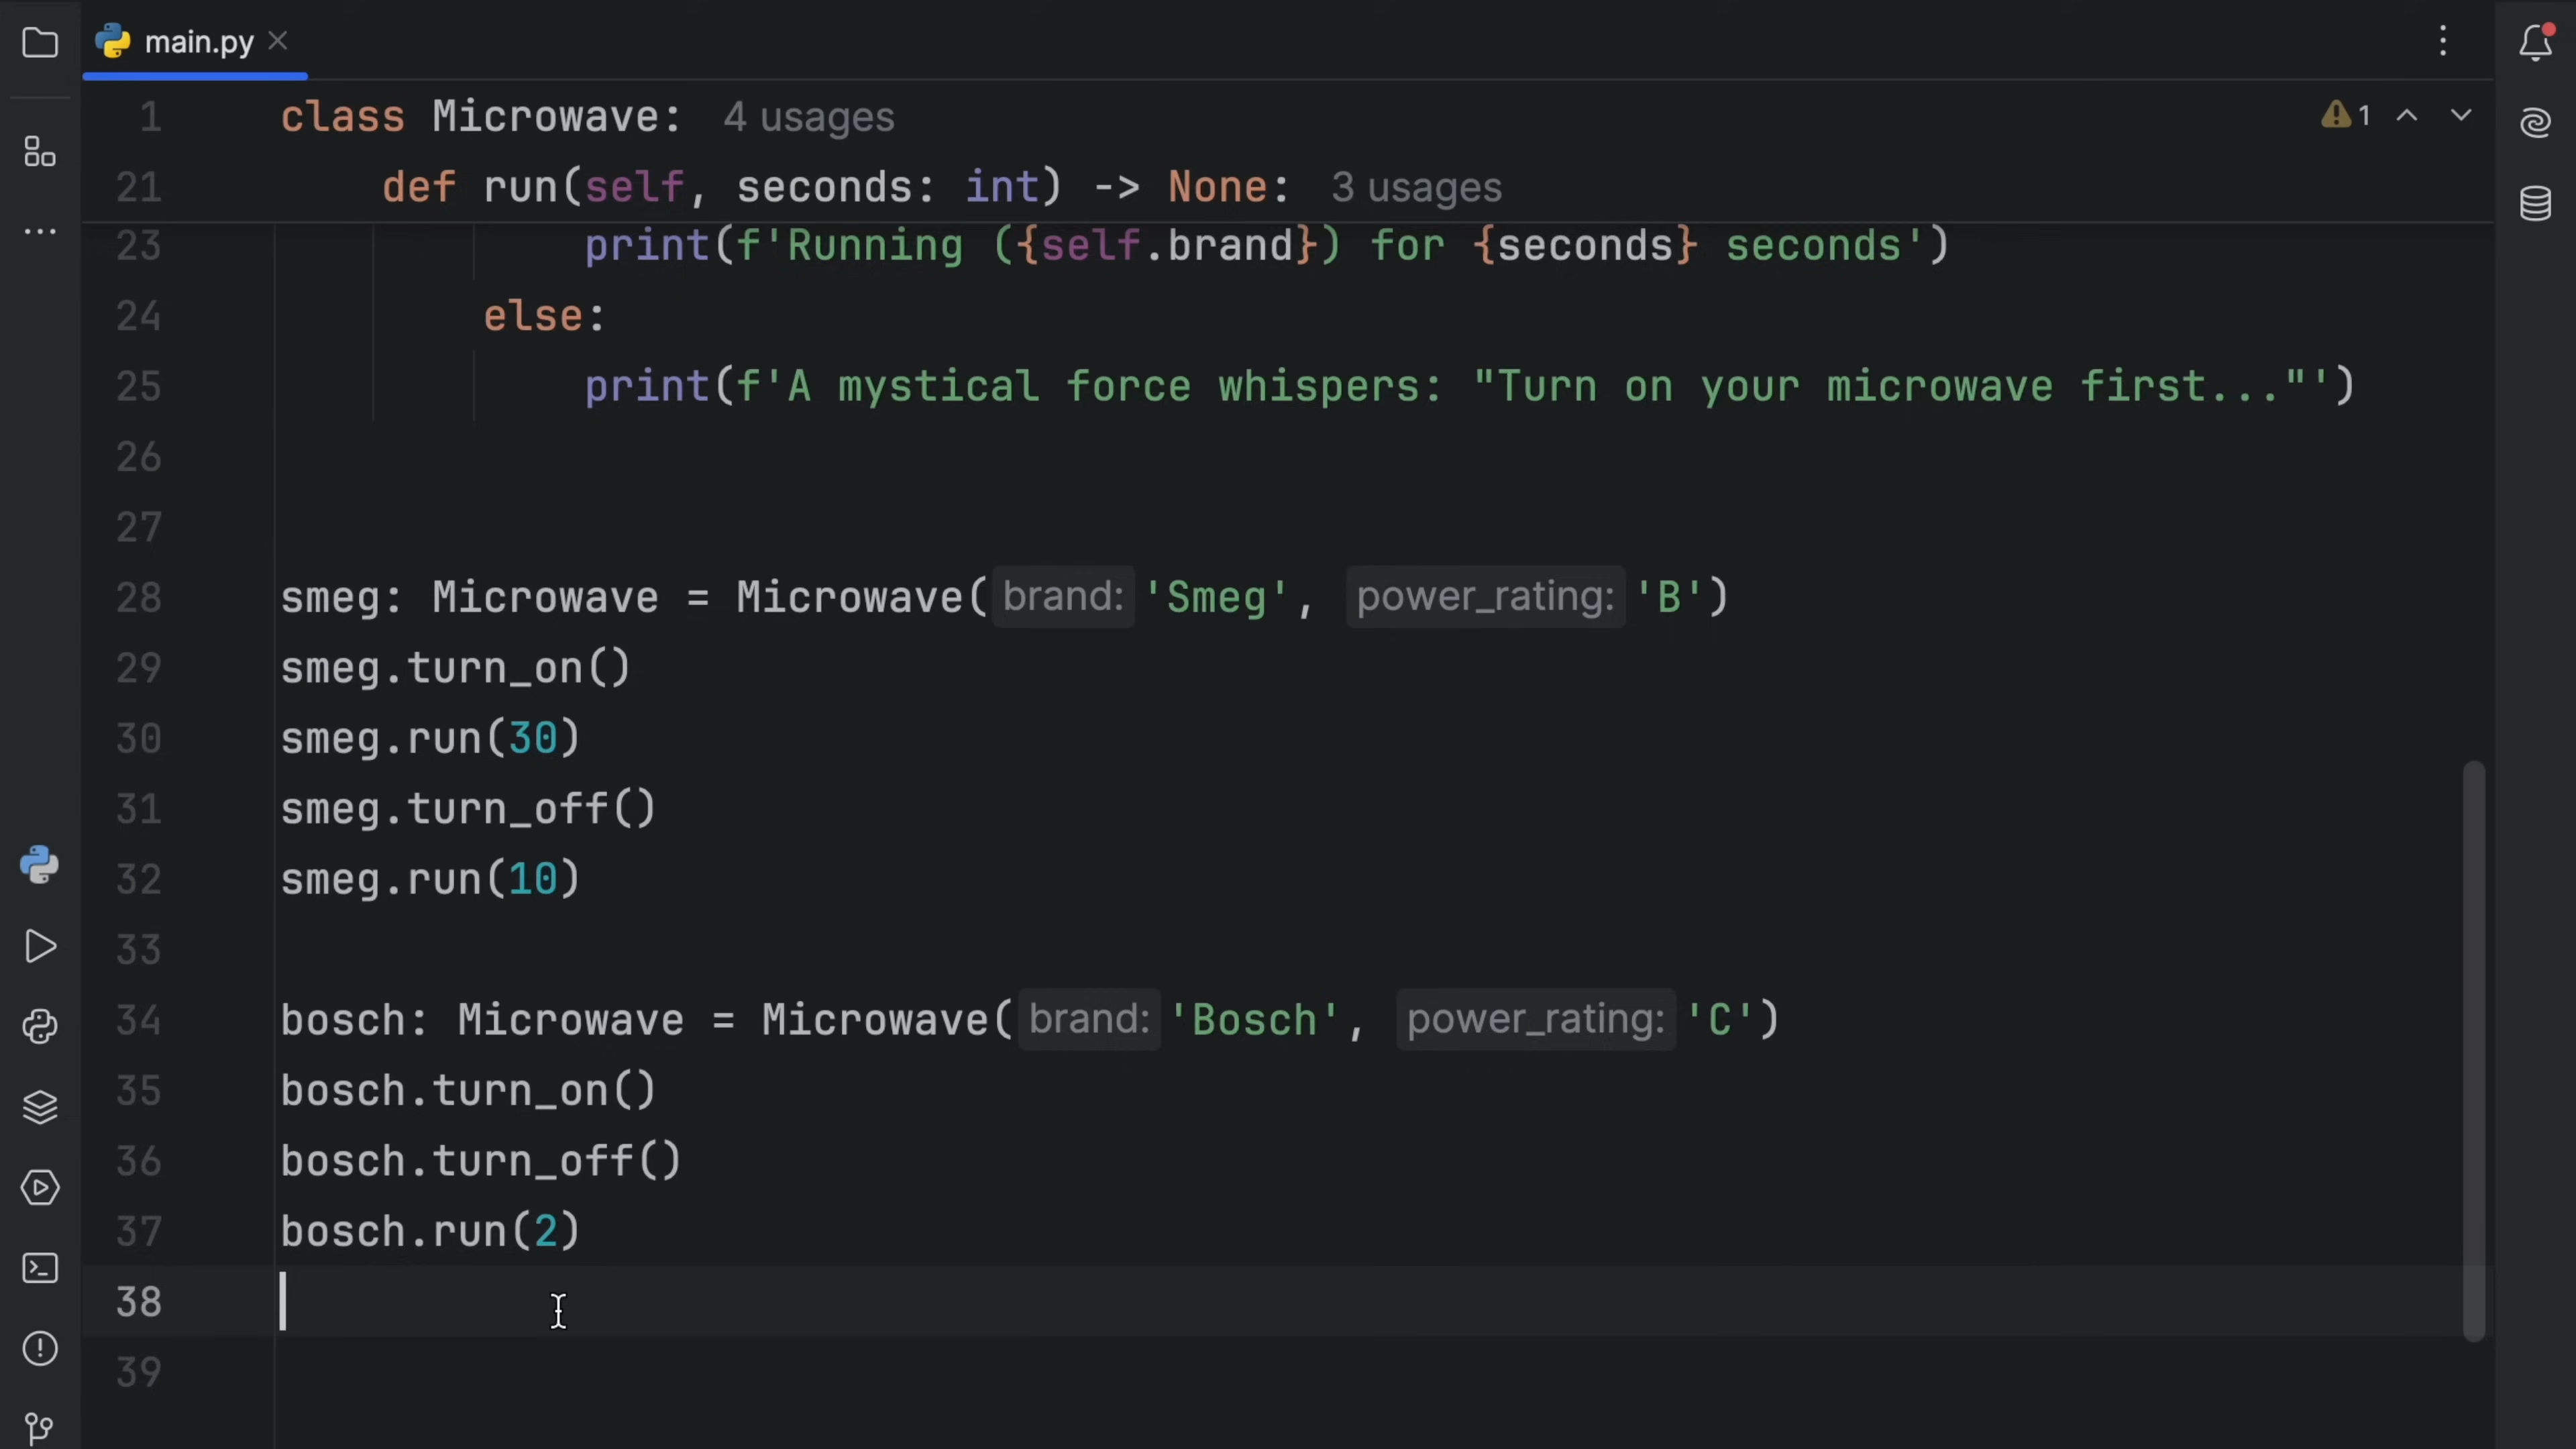 main.py
1 class Microwave: 4 usages
1
21 def run(self, seconds: int) -> None: 3 usages
23 print(f'Running ({self.brand}) for {seconds} seconds')
24 else:
25 print(f'A mystical force whispers: "Turn on your microwave first..."')
26
27
28 smeg: Microwave = Microwave( brand: 'Smeg', power_rating: 'B')
29 smeg.turn_on()
30 smeg.run(30)
31 smeg.turn_off()
32 smeg.run(10)
33
34 bosch: Microwave = Microwave( brand: 'Bosch', power_rating: 'C')
35 bosch.turn_on()
36 bosch.turn_off()
37 bosch.run(2)
38
39